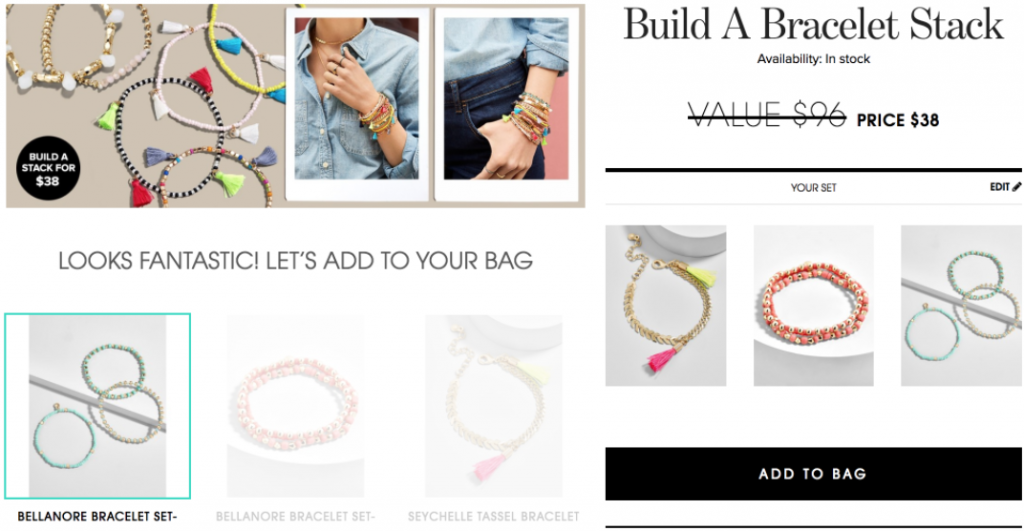 BUILD A
STACK FOR
$38
LOOKS FANTASTIC! LET'S ADD TO YOUR BAG
BELLANORE BRACELET SET-
BELLANORE BRACELET SET-
SEYCHELLE TASSEL BRACELET
Build A Bracelet Stack
Availability: In stock
VALUE $96 PRICE $38
YOUR SET
EDIT
ADD TO BAG